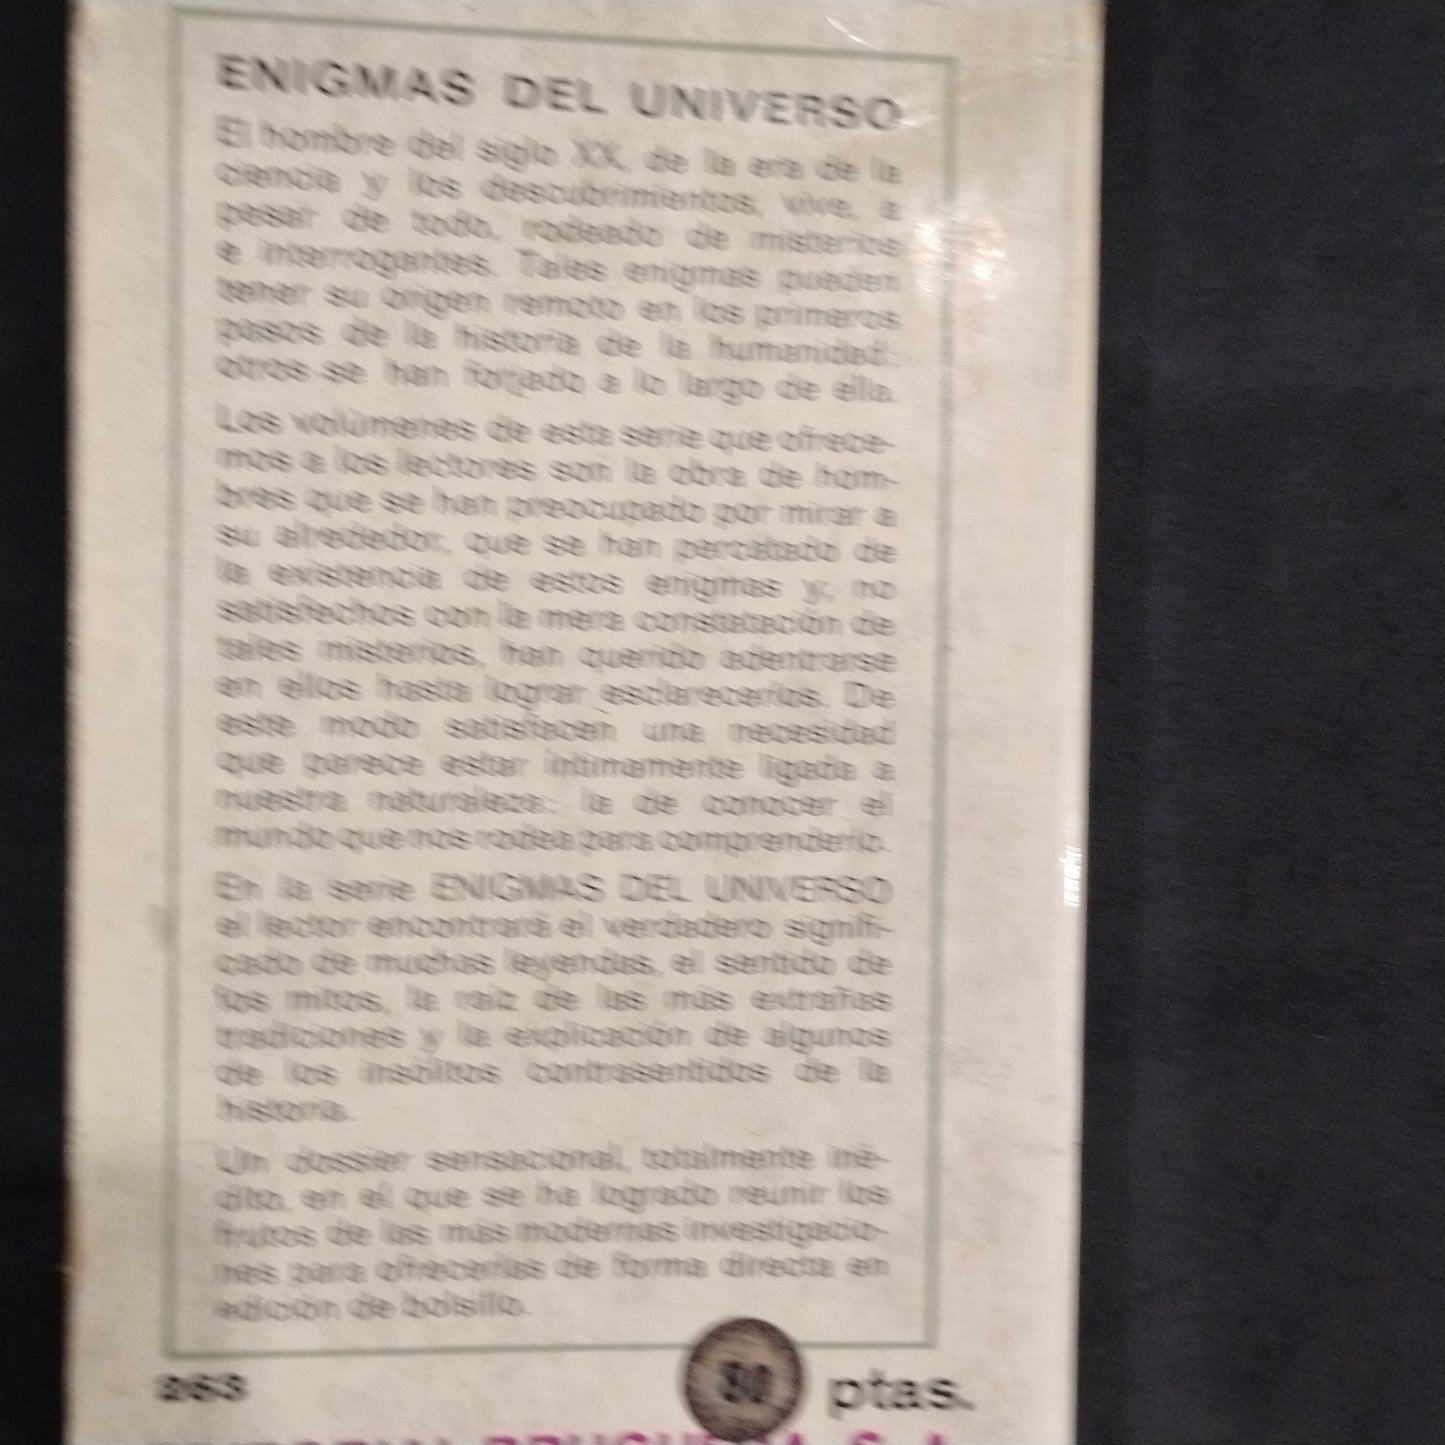 ENIGMAS DEL UNIVERSO
El hombre del siglo XX, de la era de la
ciencia y los descubrimientos, vive, a
pesar de todo, rodeado de misterios
e interrogantes. Tales enigmas pueden
tener su origen remoto en los primeros
pasos de la historia de la humanidad;
otros se han forjado a lo largo de ella.
Los volúmenes de esta serie que ofrece-
mos a los lectores son la obra de hom-
bres que se han preocupado por mirar a
su alrededor, que se han percatado de
la existencia de estos enigmas y, no
satisfechos con la mera constatación de
tales misterios, han querido adentrarse
en ellos hasta lograr esclarecerlos. De
este modo satisfacen una necesidad
que parece estar íntimamente ligada a
nuestra naturaleza: la de conocer el
mundo que nos rodea para comprenderlo.
En la serie ENIGMAS DEL UNIVERSO
el lector encontrará el verdadero signifi-
cado de muchas leyendas, el sentido de
los mitos, la raíz de las más extrañas
tradiciones y la explicación de algunos
de los insólitos contrasentidos de la
historia.
Un dossier sensacional, totalmente iné-
dito, en el que se ha logrado reunir los
frutos de las más modernas investigacio-
nes para ofrecerlas de forma directa en
edición de bolsillo.
263
80 ptas.
EDITORIAL BRUGUERA, S. A.